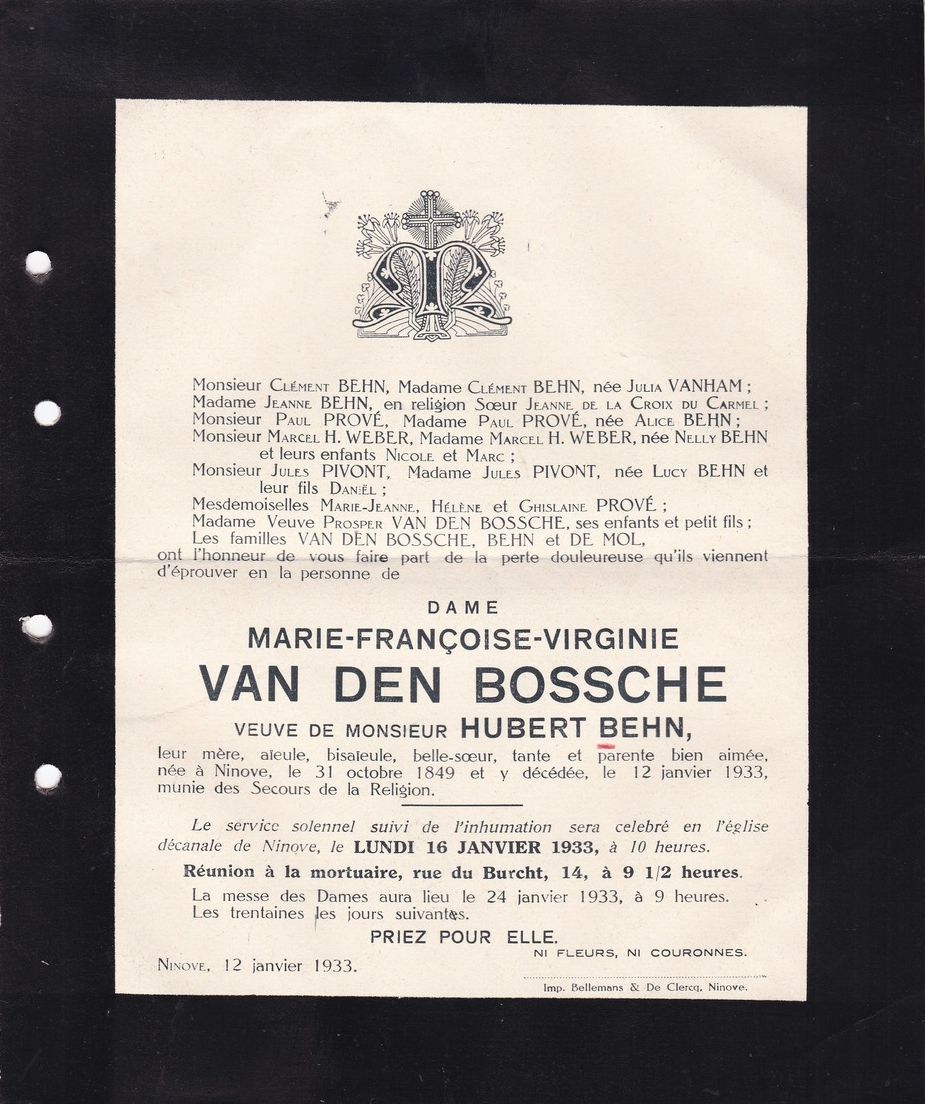 Monsieur Clément BEHN, Madame Clément BEHN, née Julia VANHAM ;
Madame Jeanne BEHN, en religion Sœur Jeanne de la Croix du Carmel ;
Monsieur Paul PROVÉ, Madame Paul PROVÉ, née Alice BEHN ;
Monsieur Marcel H. WEBER, Madame Marcel H. WEBER, née Nelly BEHN
et leurs enfants Nicole et Marc ;
Monsieur Jules PIVONT, Madame Jules PIVONT, née Lucy BEHN et
leur fils Daniël ;
Mesdemoiselles Marie-Jeanne, Hélène et Ghislaine PROVÉ ;
Madame Veuve Prosper VAN DEN BOSSCHE, ses enfants et petit fils ;
Les familles VAN DEN BOSSCHE, BEHN et DE MOL,
ont l'honneur de vous faire part de la perte douleureuse qu'ils viennent
d'éprouver en la personne de
DAME
MARIE-FRANÇOISE-VIRGINIE
VAN DEN BOSSCHE
VEUVE DE MONSIEUR HUBERT BEHN,
leur mère, aïeule, bisaïeule, belle-sœur, tante et parente bien aimée,
née à Ninove, le 31 octobre 1849 et y décédée, le 12 janvier 1933,
munie des Secours de la Religion.
Le service solennel suivi de l'inhumation sera celebré en l'église
décanale de Ninove, le LUNDI 16 JANVIER 1933, à 10 heures.
Réunion à la mortuaire, rue du Burcht, 14, à 9 1/2 heures.
La messe des Dames aura lieu le 24 janvier 1933, à 9 heures.
Les trentaines les jours suivantes.
PRIEZ POUR ELLE.
NI FLEURS, NI COURONNES.
Ninove, 12 janvier 1933.
Imp. Bellemans & De Clercq, Ninove.